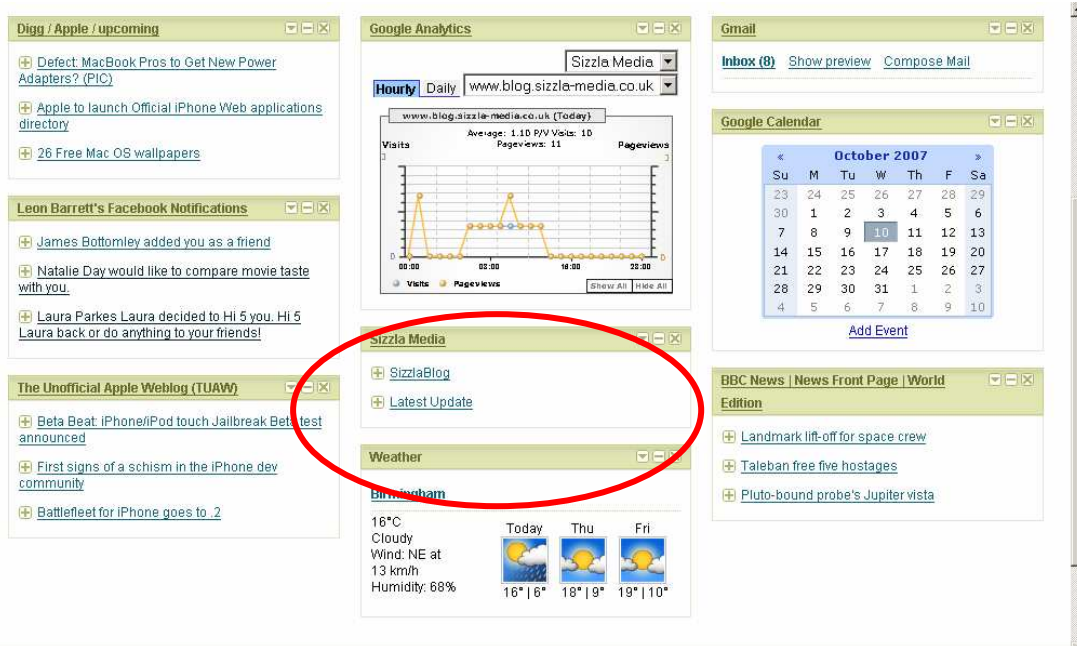 Digg / Apple / upcoming
Defect: MacBook Pros to Get New Power
Adapters? (PIC)
Apple to launch Official iPhone Web applications
directory
26 Free Mac OS wallpapers
Leon Barrett's Facebook Notifications
James Bottomley added you as a friend
Natalie Day would like to compare movie taste
with you.
Laura Parkes Laura decided to Hi 5 you. Hi 5
Laura back or do anything to your friends!
The Unofficial Apple Weblog (TUAW)
Beta Beat: iPhone/iPod touch Jailbreak Beta test
announced
First signs of a schism in the iPhone dev
community
Battlefleet for iPhone goes to .2
Google Analytics
Sizzla Media
Hourly Daily www.blog.sizzla-media.co.uk
www.blog.sizzla-media.co.uk (Today)
Average: 1.10 P/V Visits: 10
Visits Pageviews: 11 Pageviews
0 0
00:00 08:00 16:00 23:00
Visits Pageviews Show All Hide All
Sizzla Media
SizzlaBlog
Latest Update
Weather
Birmingham
16°C
Cloudy
Wind: NE at
13 km/h
Humidity: 68%
Today Thu Fri
16° | 6° 18° | 9° 19° | 10°
Gmail
Inbox (8) Show preview Compose Mail
Google Calendar
« October 2007 »
Su M Tu W Th F Sa
23 24 25 26 27 28 29
30 1 2 3 4 5 6
7 8 9 10 11 12 13
14 15 16 17 18 19 20
21 22 23 24 25 26 27
28 29 30 31 1 2 3
4 5 6 7 8 9 10
Add Event
BBC News | News Front Page | World
Edition
Landmark lift-off for space crew
Taleban free five hostages
Pluto-bound probe's Jupiter vista